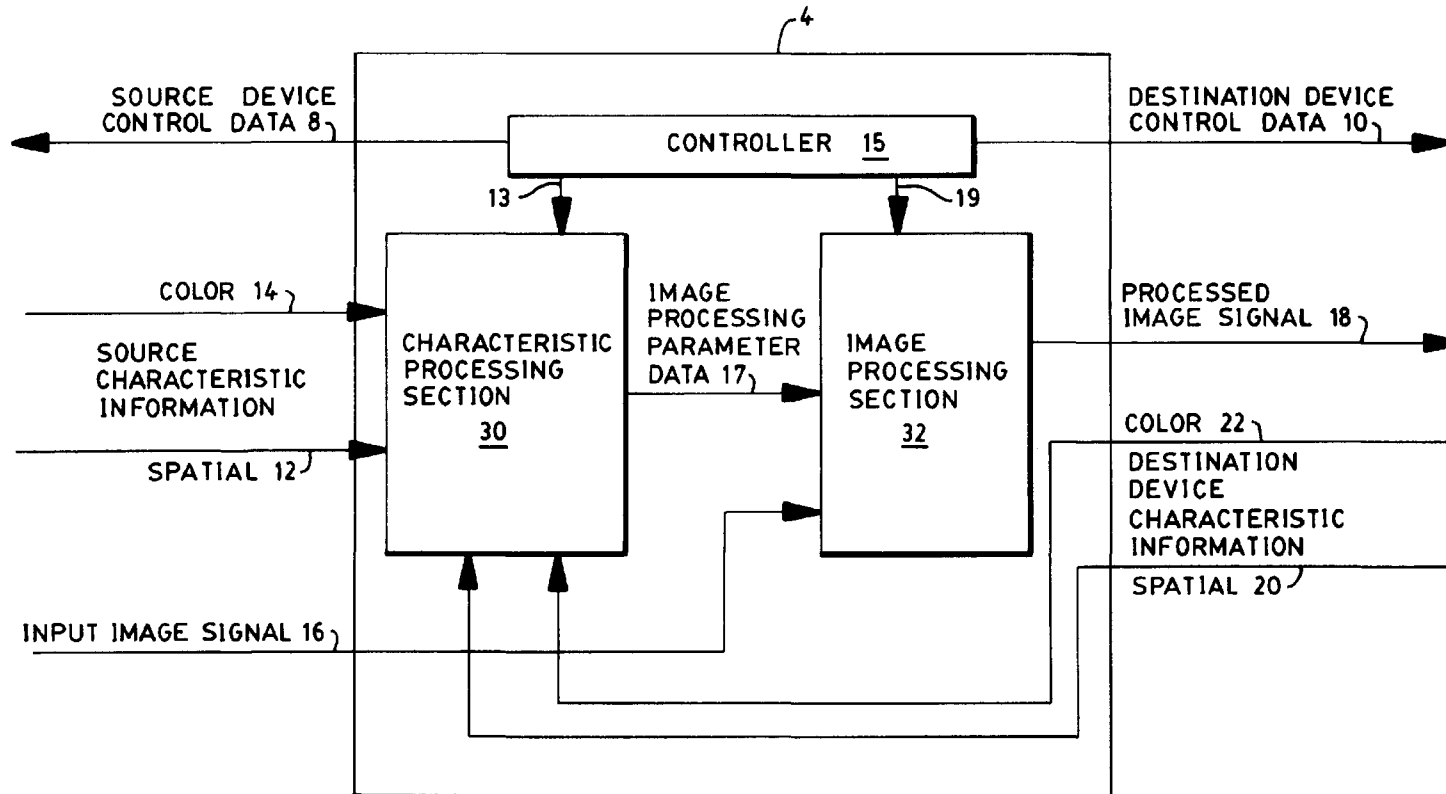 4
SOURCE DEVICE
CONTROL DATA 8
DESTINATION DEVICE
CONTROL DATA 10
CONTROLLER 15
13
19
COLOR 14
SOURCE
CHARACTERISTIC
INFORMATION
SPATIAL 12
CHARACTERISTIC
PROCESSING
SECTION
30
IMAGE
PROCESSING
PARAMETER
DATA 17
IMAGE
PROCESSING
SECTION
32
PROCESSED
IMAGE SIGNAL 18
COLOR 22
DESTINATION
DEVICE
CHARACTERISTIC
INFORMATION
SPATIAL 20
INPUT IMAGE SIGNAL 16